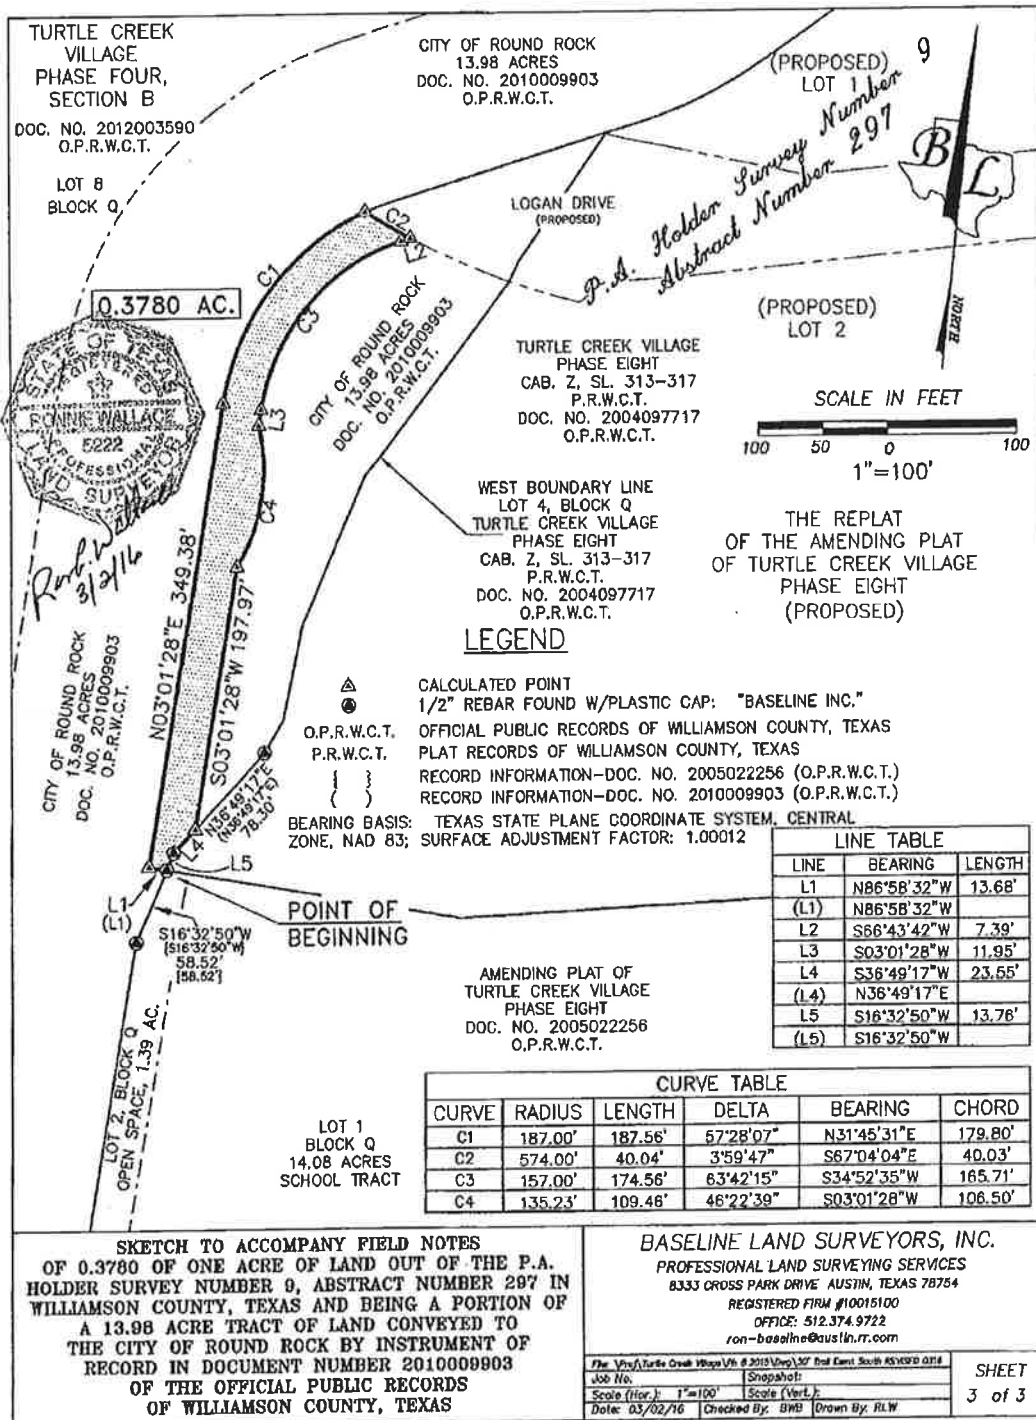 TURTLE CREEK
VILLAGE
PHASE FOUR,
SECTION B
DOC. NO. 2012003590
O.P.R.W.C.T.
LOT 8
BLOCK Q
CITY OF ROUND ROCK
13.98 ACRES
DOC. NO. 2010009903
O.P.R.W.C.T.
(PROPOSED)
LOT 1
P.A. Holder Survey Number 9
Abstract Number 297
B L
NORTH
LOGAN DRIVE
(PROPOSED)
C2
L2
C1
C3
0.3780 AC.
CITY OF ROUND ROCK
13.98 ACRES
DOC. NO. 2010009903
O.P.R.W.C.T.
(PROPOSED)
LOT 2
STATE OF TEXAS
REGISTERED
RONNIE WALLACE
5222
PROFESSIONAL
LAND SURVEYOR
3/2/16
L3
C4
TURTLE CREEK VILLAGE
PHASE EIGHT
CAB. Z, SL. 313-317
P.R.W.C.T.
DOC. NO. 2004097717
O.P.R.W.C.T.
SCALE IN FEET
100 50 0 100
1"=100'
WEST BOUNDARY LINE
LOT 4, BLOCK Q
TURTLE CREEK VILLAGE
PHASE EIGHT
CAB. Z, SL. 313-317
P.R.W.C.T.
DOC. NO. 2004097717
O.P.R.W.C.T.
THE REPLAT
OF THE AMENDING PLAT
OF TURTLE CREEK VILLAGE
PHASE EIGHT
(PROPOSED)
N03°01'28"E 349.38'
S03°01'28"W 197.97'
CITY OF ROUND ROCK
13.98 ACRES
DOC. NO. 2010009903
O.P.R.W.C.T.
LEGEND
CALCULATED POINT
1/2" REBAR FOUND W/PLASTIC CAP: "BASELINE INC."
O.P.R.W.C.T. OFFICIAL PUBLIC RECORDS OF WILLIAMSON COUNTY, TEXAS
P.R.W.C.T. PLAT RECORDS OF WILLIAMSON COUNTY, TEXAS
[ ] RECORD INFORMATION-DOC. NO. 2005022256 (O.P.R.W.C.T.)
( ) RECORD INFORMATION-DOC. NO. 2010009903 (O.P.R.W.C.T.)
BEARING BASIS: TEXAS STATE PLANE COORDINATE SYSTEM, CENTRAL
ZONE, NAD 83; SURFACE ADJUSTMENT FACTOR: 1.00012
N36°49'17"E
(N36°49'17"E)
78.30'
L4
L5
L1
(L1)
POINT OF
BEGINNING
S16°32'50"W
[S16°32'50"W]
58.52'
[58.52']
LINE TABLE
LINE BEARING LENGTH
L1 N86°58'32"W 13.68'
(L1) N86°58'32"W
L2 S66°43'42"W 7.39'
L3 S03°01'28"W 11.95'
L4 S36°49'17"W 23.55'
(L4) N36°49'17"E
L5 S16°32'50"W 13.76'
(L5) S16°32'50"W
AMENDING PLAT OF
TURTLE CREEK VILLAGE
PHASE EIGHT
DOC. NO. 2005022256
O.P.R.W.C.T.
LOT 2, BLOCK Q
OPEN SPACE, 1.39 AC.
LOT 1
BLOCK Q
14.08 ACRES
SCHOOL TRACT
CURVE TABLE
CURVE RADIUS LENGTH DELTA BEARING CHORD
C1 187.00' 187.56' 57°28'07" N31°45'31"E 179.80'
C2 574.00' 40.04' 3°59'47" S67°04'04"E 40.03'
C3 157.00' 174.56' 63°42'15" S34°52'35"W 165.71'
C4 135.23' 109.46' 46°22'39" S03°01'28"W 106.50'
SKETCH TO ACCOMPANY FIELD NOTES
OF 0.3780 OF ONE ACRE OF LAND OUT OF THE P.A.
HOLDER SURVEY NUMBER 9, ABSTRACT NUMBER 297 IN
WILLIAMSON COUNTY, TEXAS AND BEING A PORTION OF
A 13.98 ACRE TRACT OF LAND CONVEYED TO
THE CITY OF ROUND ROCK BY INSTRUMENT OF
RECORD IN DOCUMENT NUMBER 2010009903
OF THE OFFICIAL PUBLIC RECORDS
OF WILLIAMSON COUNTY, TEXAS
BASELINE LAND SURVEYORS, INC.
PROFESSIONAL LAND SURVEYING SERVICES
8333 CROSS PARK DRIVE AUSTIN, TEXAS 78754
REGISTERED FIRM #10015100
OFFICE: 512.374.9722
ron-baseline@austin.rr.com
Job No. Snapshot:
Scale (Hor.): 1"=100' Scale (Vert.):
Date: 03/02/16 Checked By: BWB Drawn By: RLW
SHEET
3 of 3